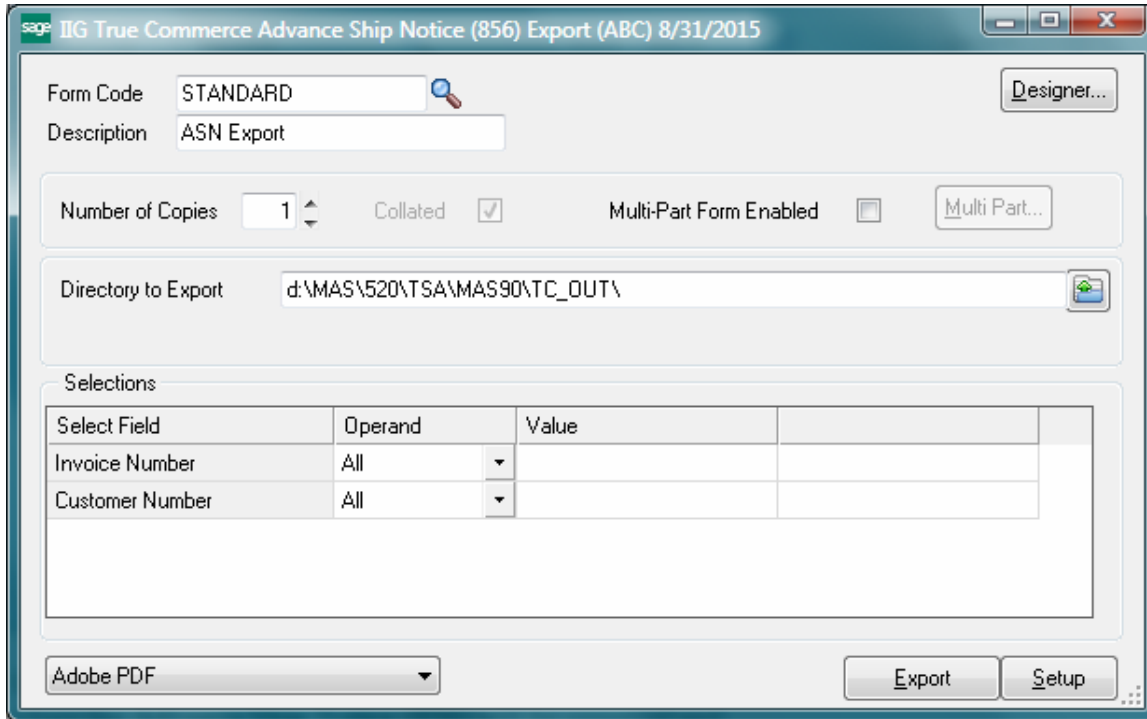 sage IIG True Commerce Advance Ship Notice (856) Export (ABC) 8/31/2015
Form Code STANDARD Designer...
Description ASN Export
Number of Copies 1 Collated Multi-Part Form Enabled Multi Part...
Directory to Export d:\MAS\520\TSA\MAS90\TC_OUT\
Selections
Select Field Operand Value
Invoice Number All
Customer Number All
Adobe PDF Export Setup